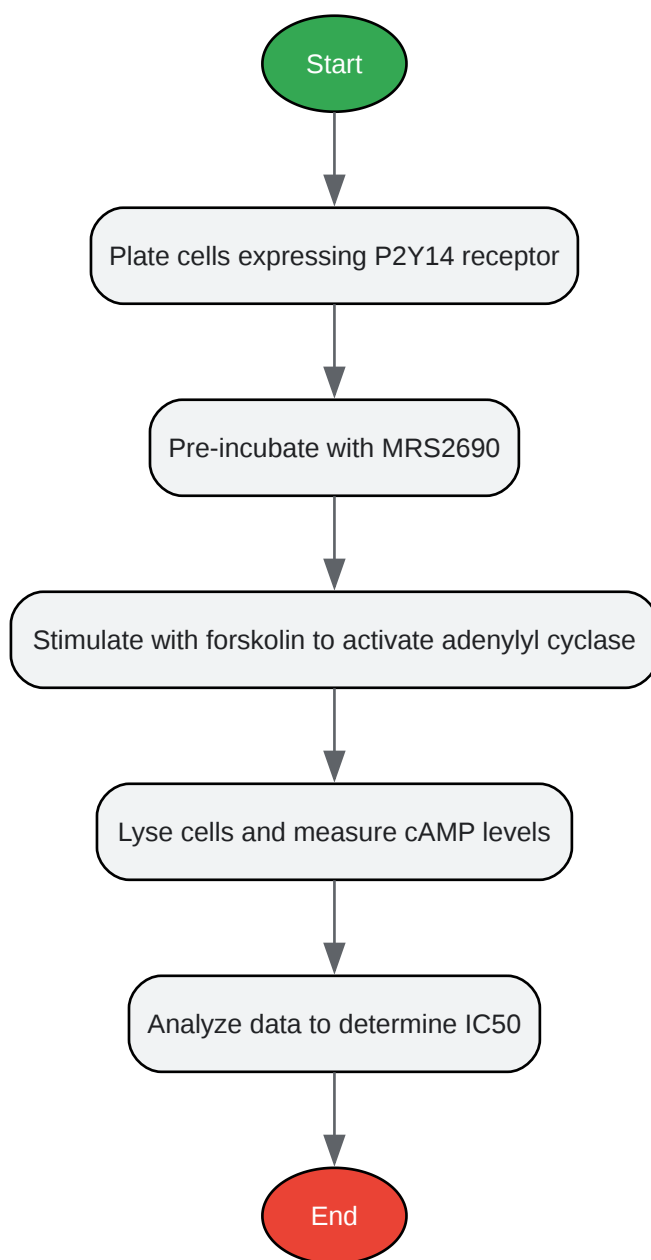 Start
Plate cells expressing P2Y14 receptor
Pre-incubate with MRS2690
Stimulate with forskolin to activate adenylyl cyclase
Lyse cells and measure cAMP levels
Analyze data to determine IC50
End